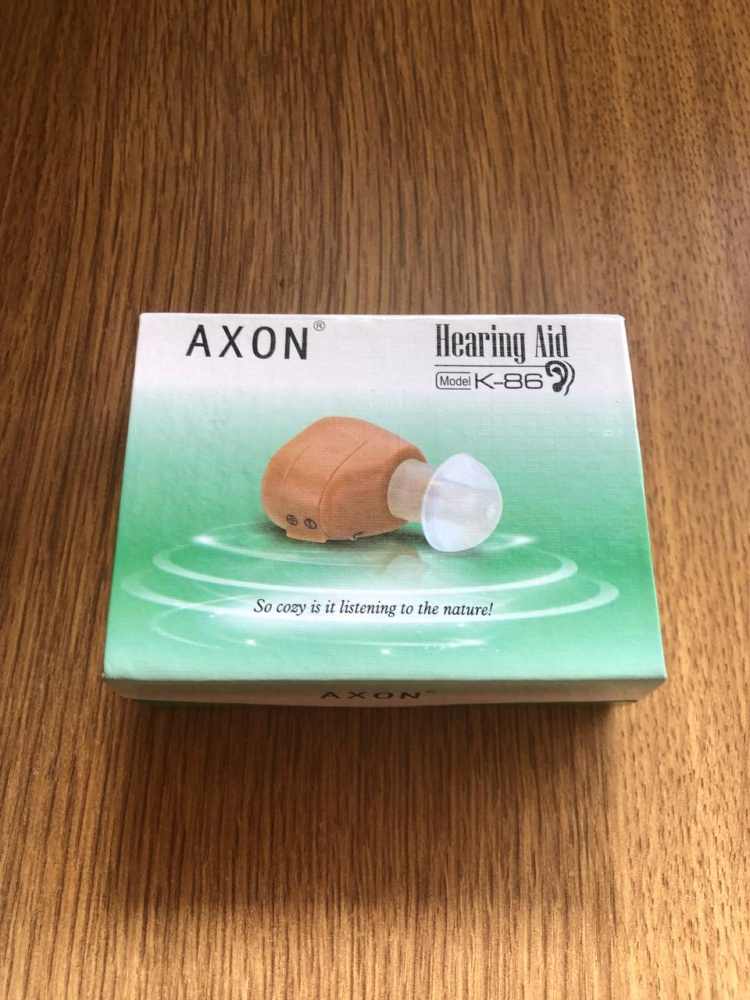 AXON®
Hearing Aid
Model K-86
So cozy is it listening to the nature!
AXON®